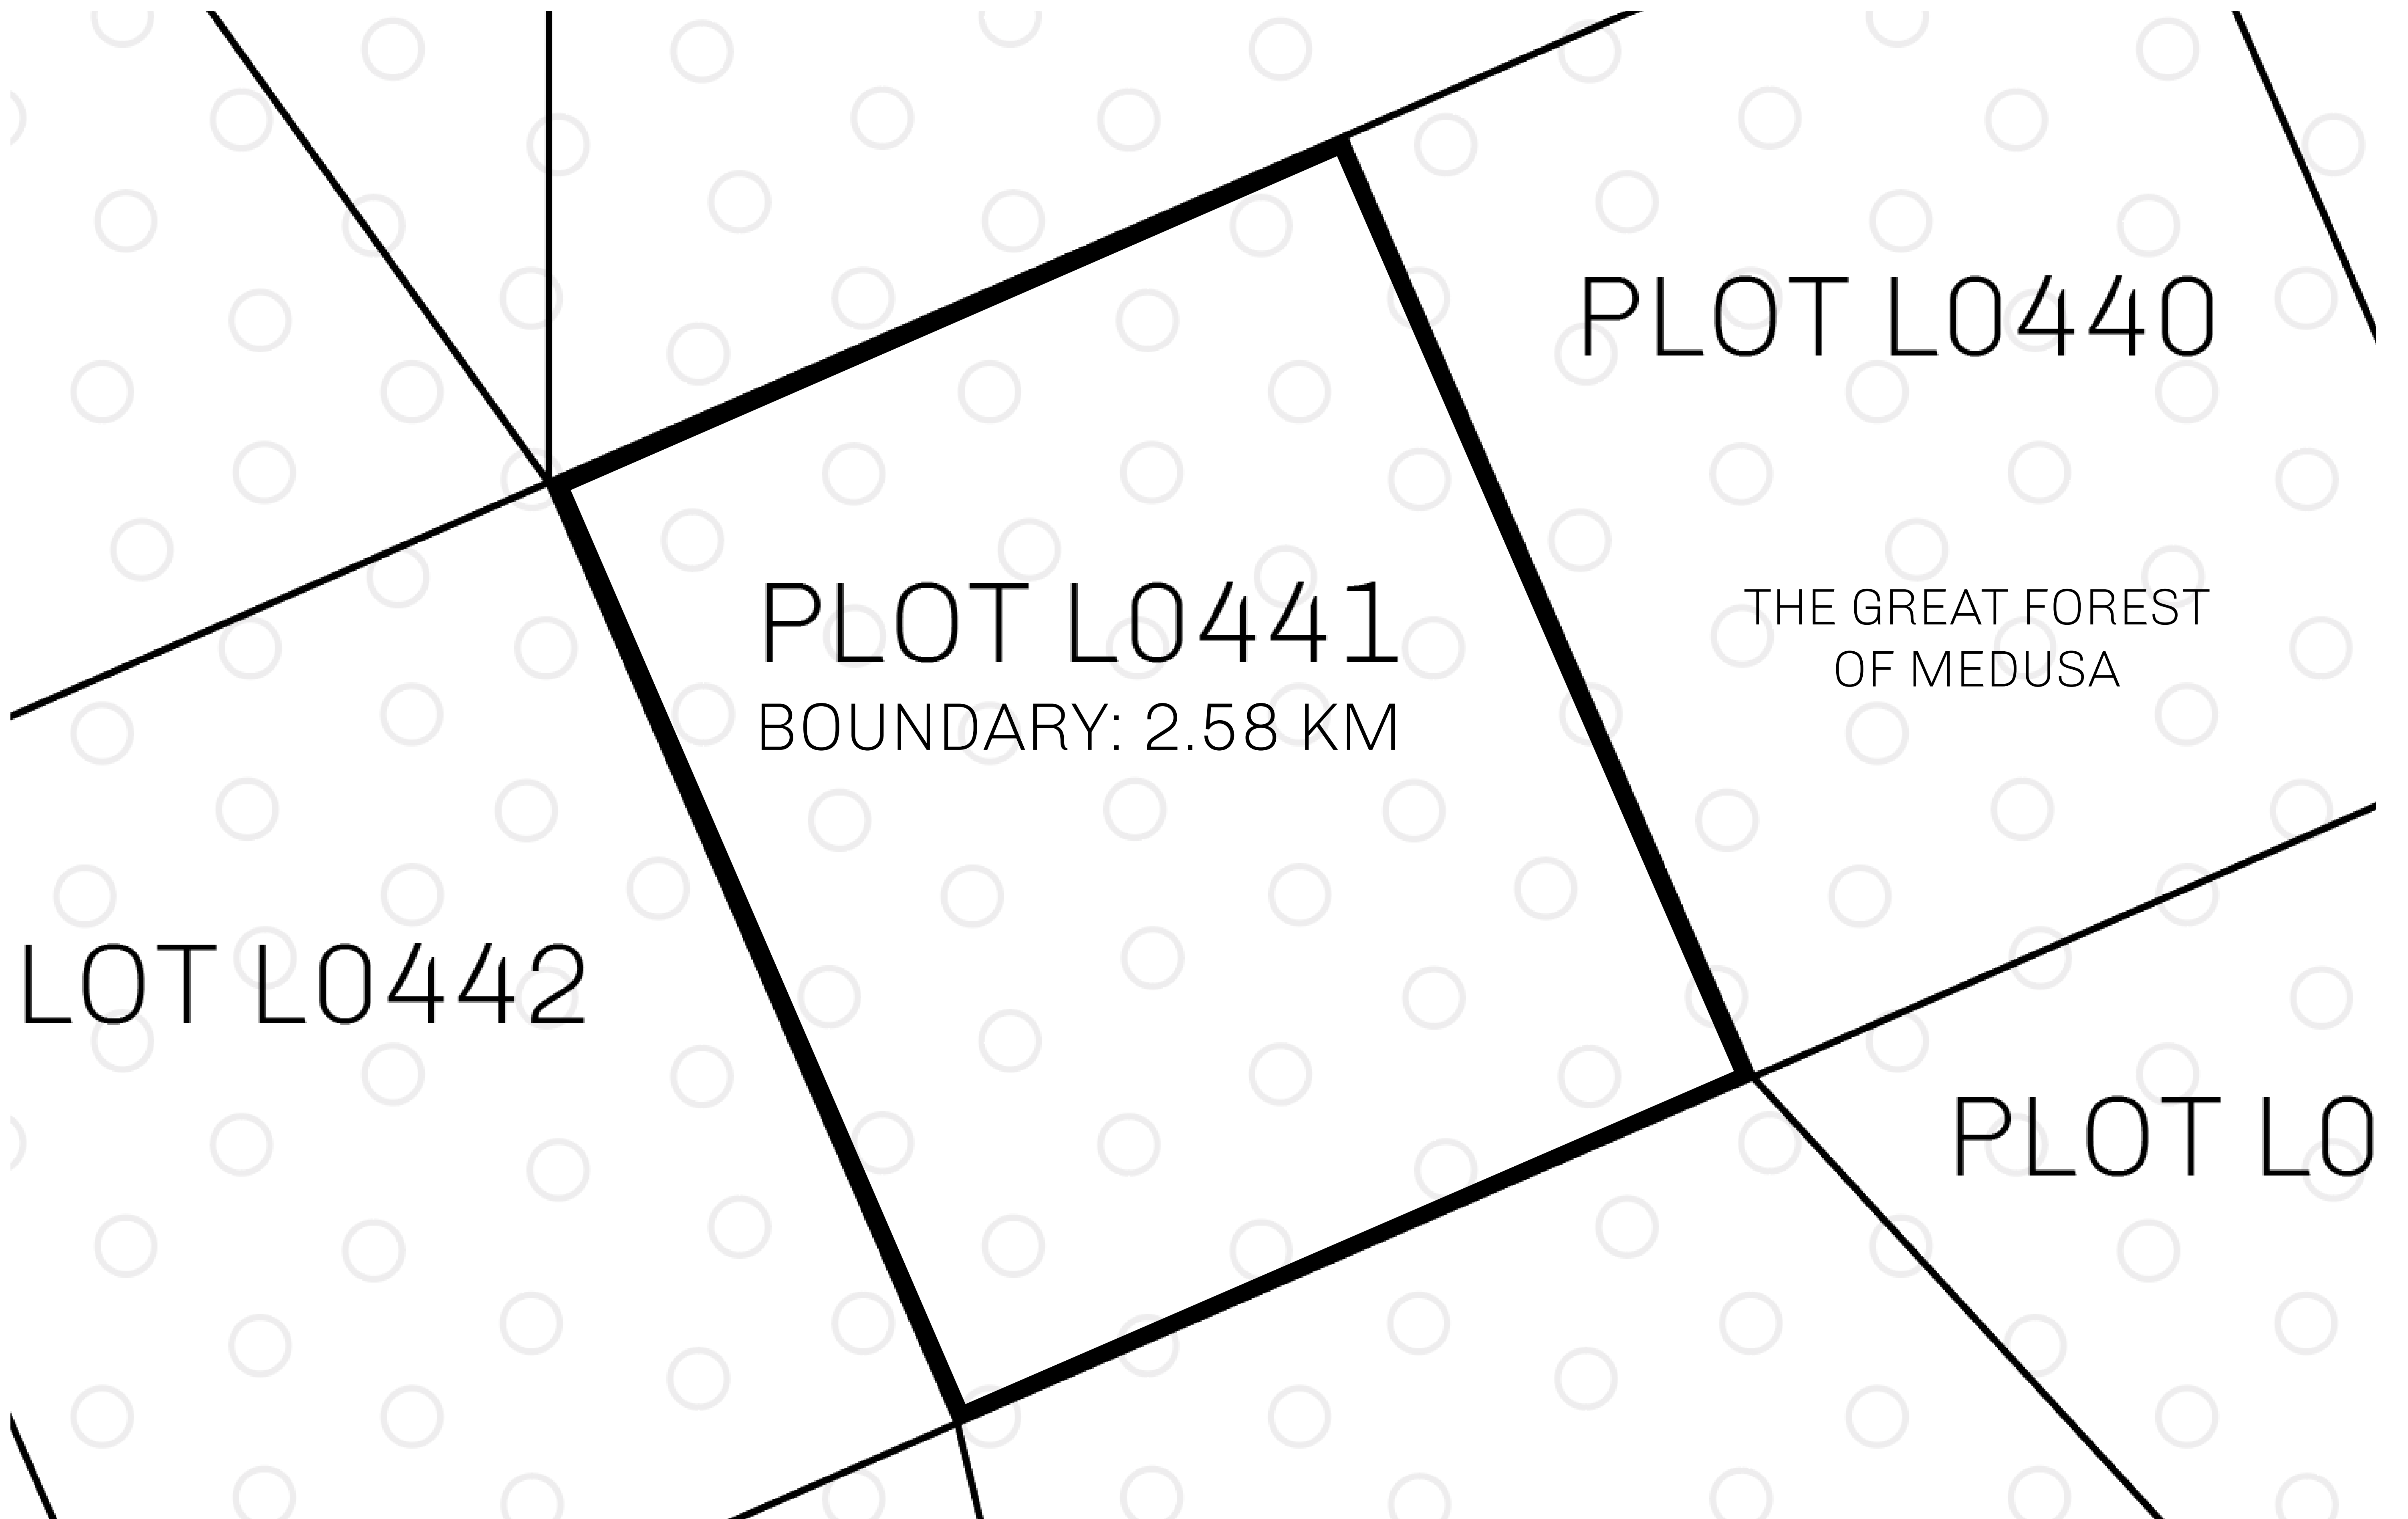 PLOT L0440
PLOT L0441
BOUNDARY: 2.58 KM
THE GREAT FOREST
OF MEDUSA
LOT L0442
PLOT L0